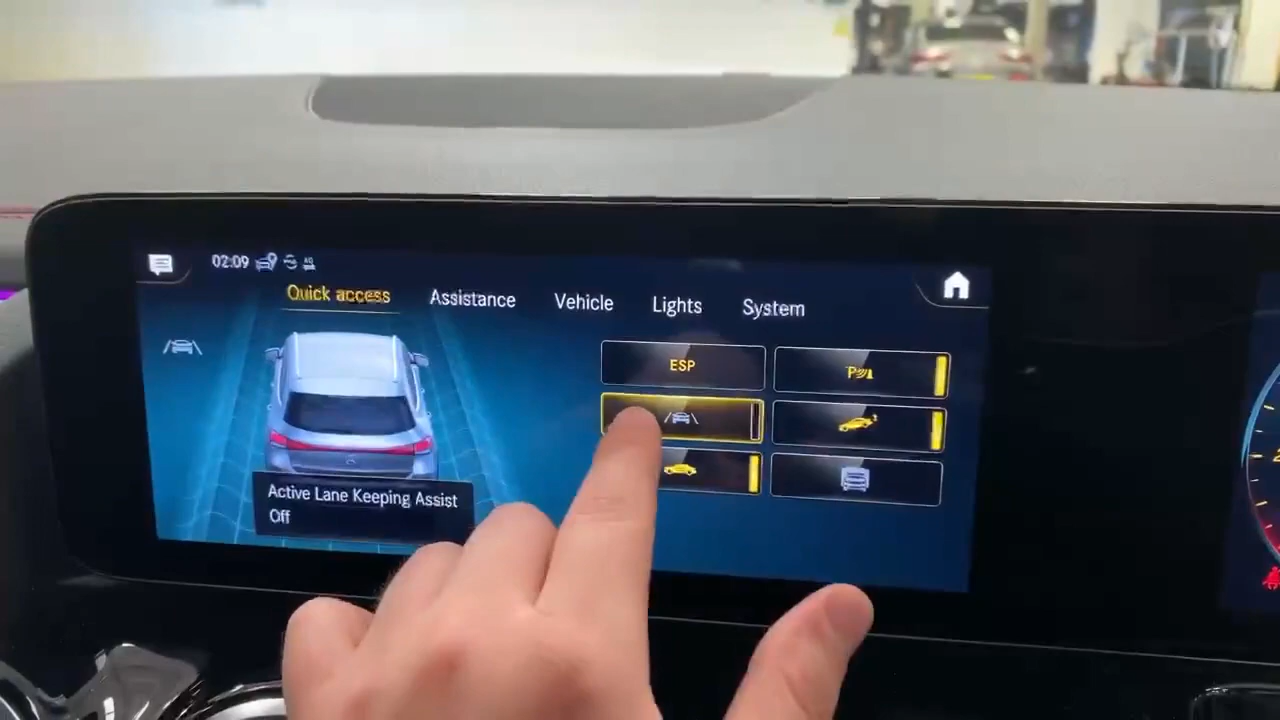 02:09
Quick access
Assistance
Vehicle
Lights
System
ESP
P
Active Lane Keeping Assist
Off